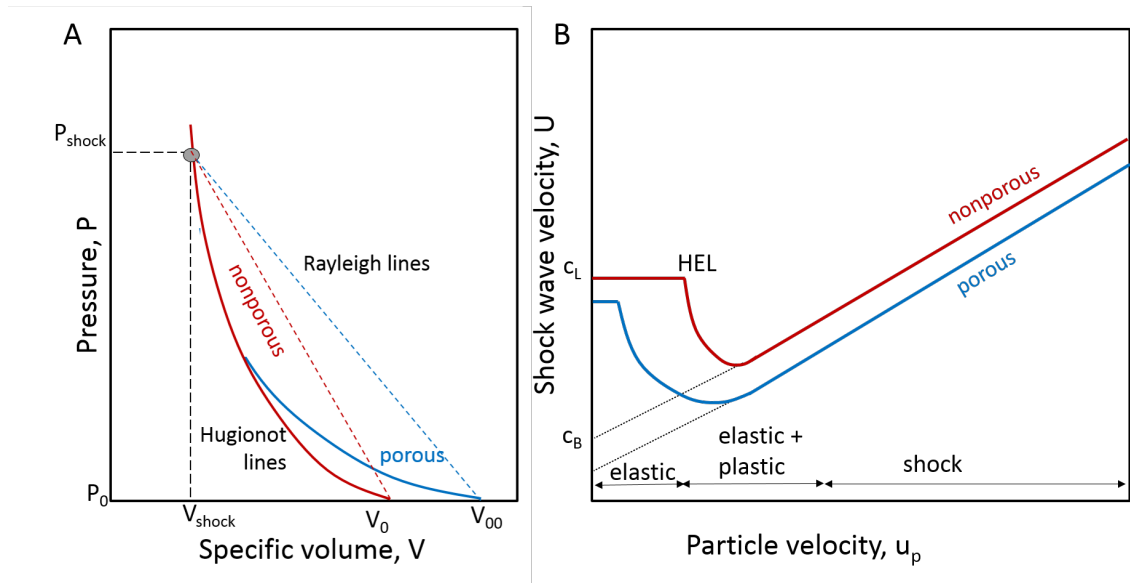 A
Pressure, P
P_shock
P_0
nonporous
Rayleigh lines
Hugionot
lines
porous
V_shock
V_0
V_00
Specific volume, V
B
Shock wave velocity, U
c_L
HEL
nonporous
porous
c_B
elastic
elastic +
plastic
shock
Particle velocity, u_p